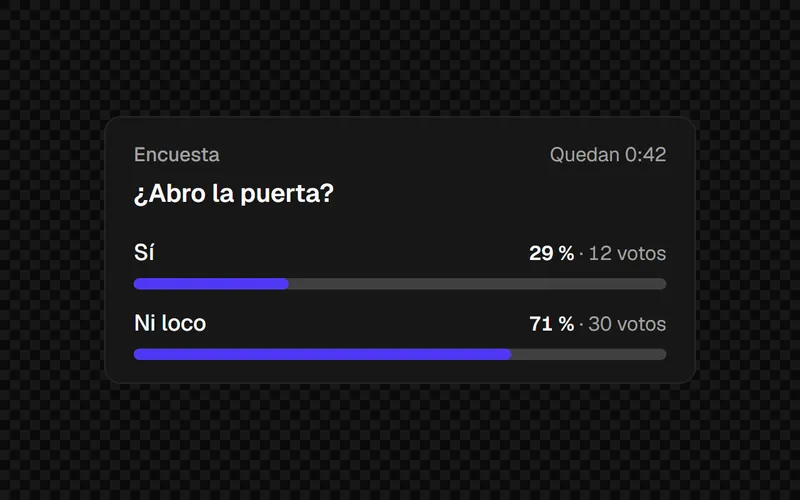 Encuesta Quedan 0:42
¿Abro la puerta?
Sí 29 % · 12 votos
Ni loco 71 % · 30 votos